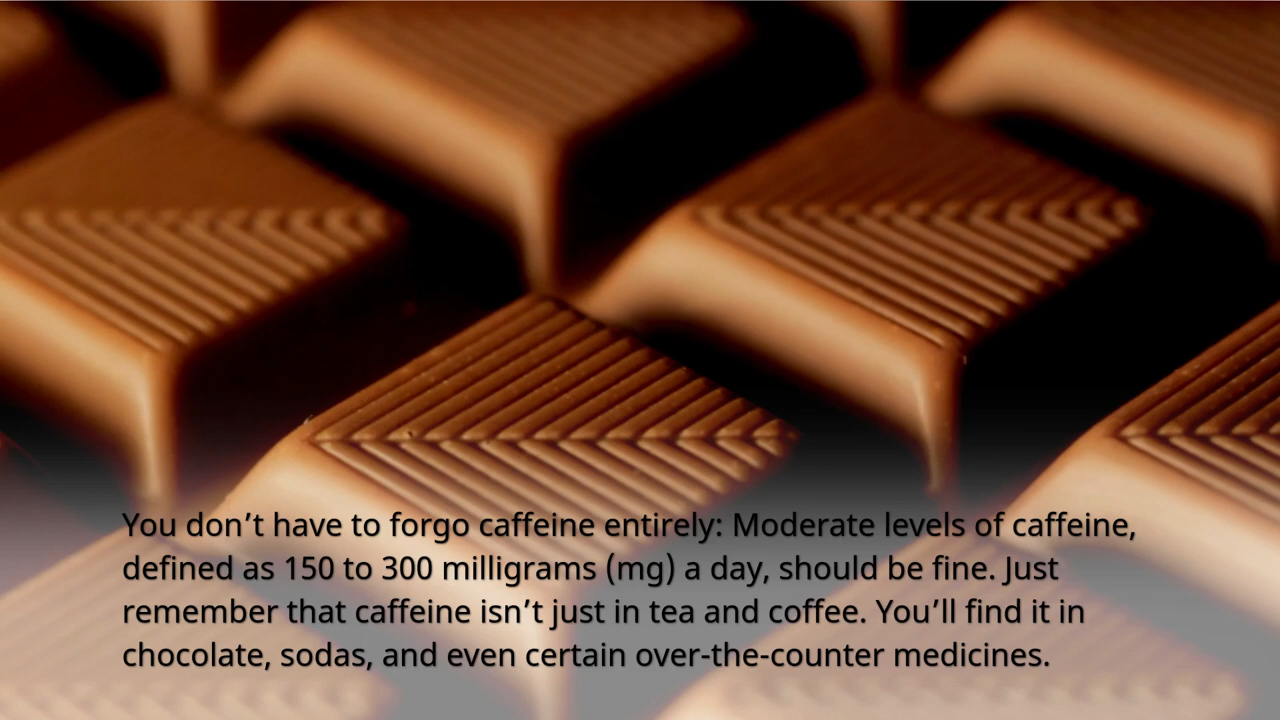 You don’t have to forgo caffeine entirely: Moderate levels of caffeine,
defined as 150 to 300 milligrams (mg) a day, should be fine. Just
remember that caffeine isn’t just in tea and coffee. You’ll find it in
chocolate, sodas, and even certain over-the-counter medicines.